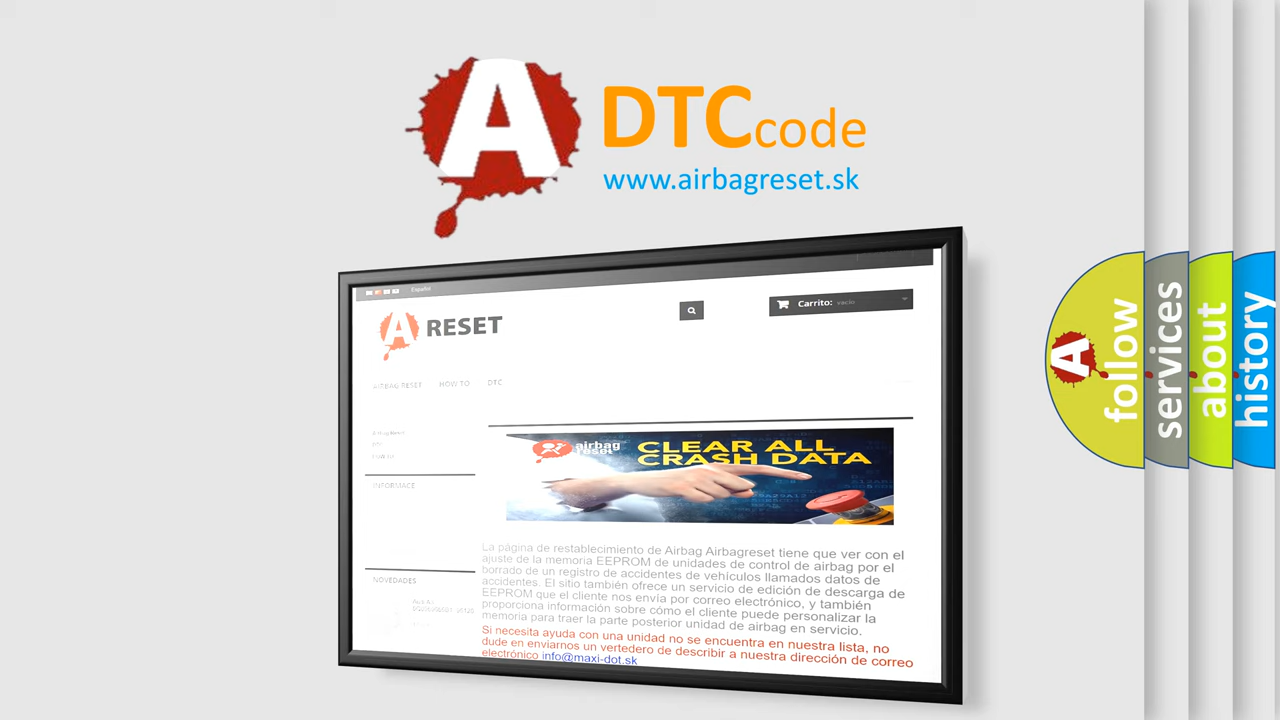 A DTCcode
www.airbagreset.sk
Español
A RESET
Carrito: vacío
AIRBAG RESET HOW TO DTC
INFORMACE
airbag
reset
CLEAR ALL
CRASH DATA
La página de restablecimiento de Airbag Airbagreset tiene que ver con el
ajuste de la memoria EEPROM de unidades de control de airbag por el
borrado de un registro de accidentes de vehículos llamados datos de
accidentes. El sitio también ofrece un servicio de edición de descarga de
EEPROM que el cliente nos envía por correo electrónico, y también
proporciona información sobre cómo el cliente puede personalizar la
memoria para traer la parte posterior unidad de airbag en servicio.
Si necesita ayuda con una unidad no se encuentra en nuestra lista, no
dude en enviarnos un vertedero de describir a nuestra dirección de correo
electrónico info@maxi-dot.sk
NOVEDADES
A
follow
services
about
history